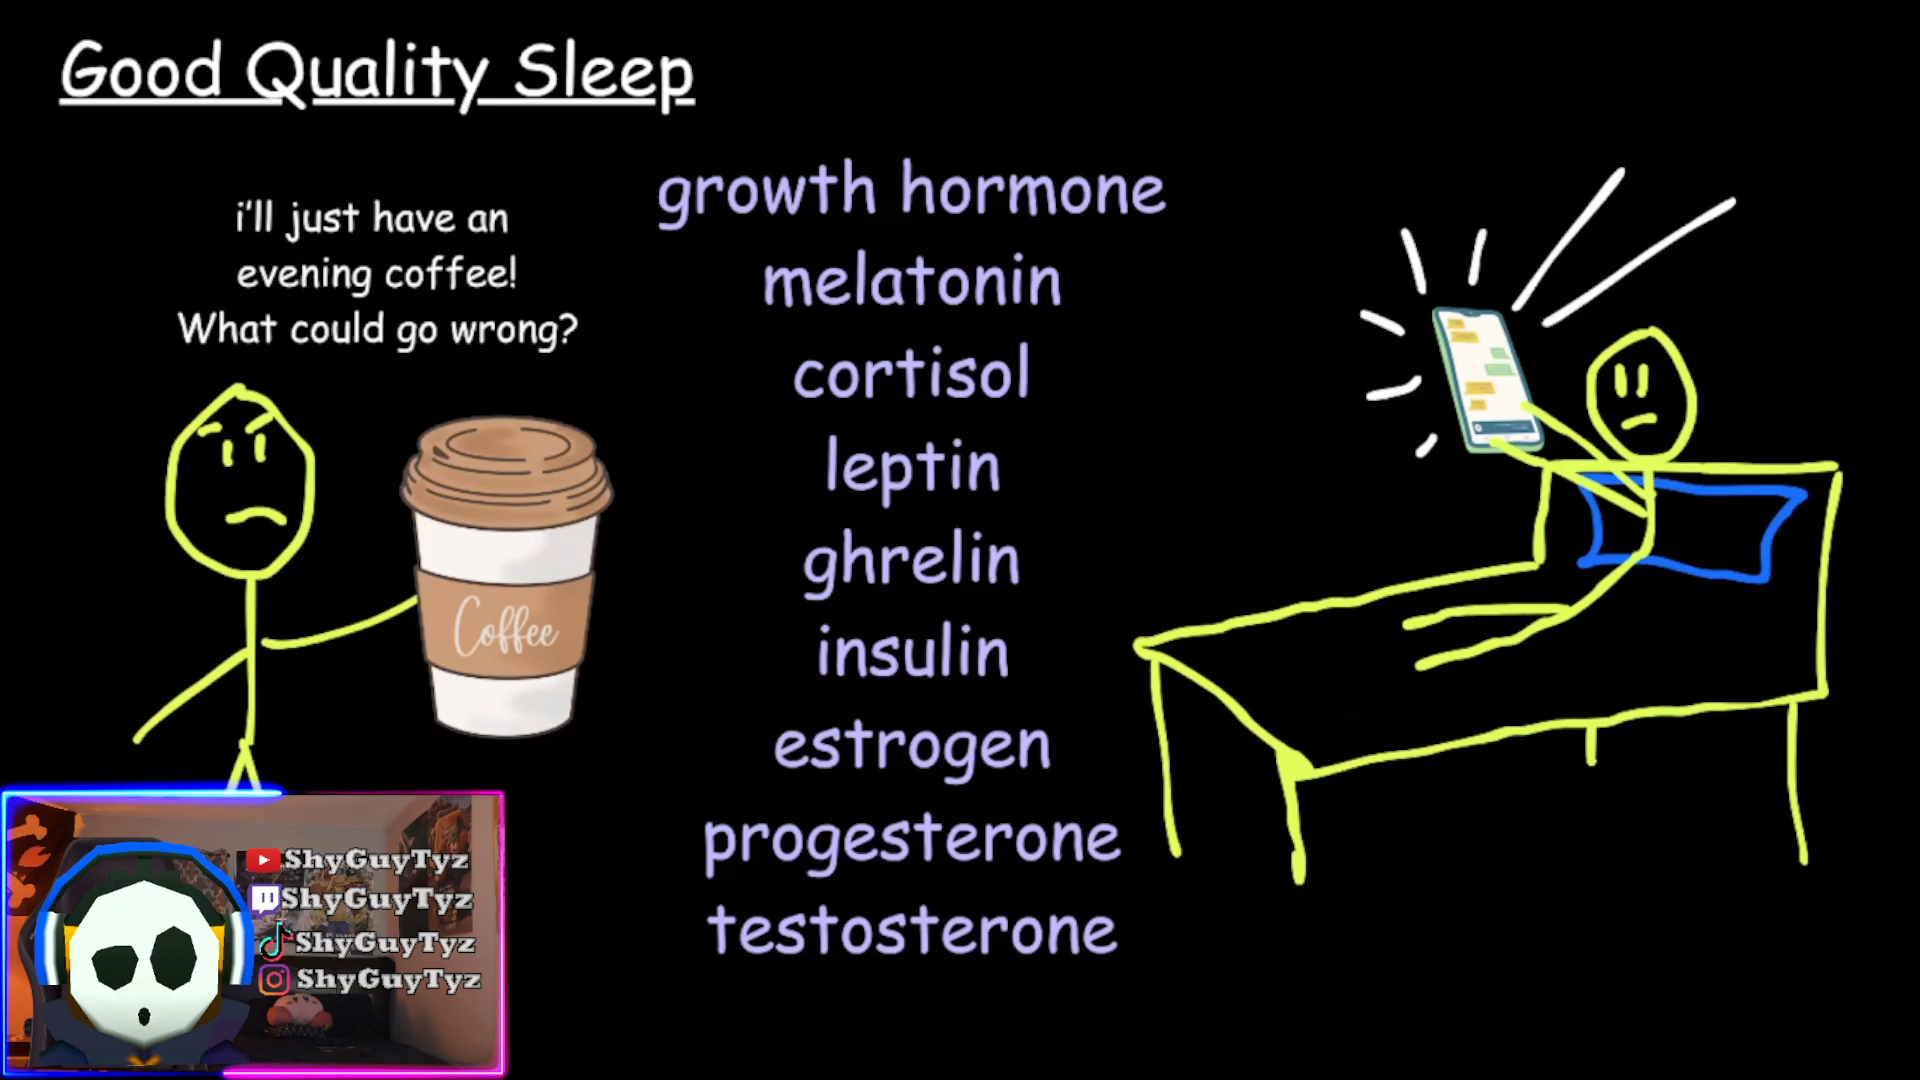 Good Quality Sleep
i'll just have an
evening coffee!
What could go wrong?
Coffee
growth hormone
melatonin
cortisol
leptin
ghrelin
insulin
estrogen
progesterone
testosterone
ShyGuyTyz
ShyGuyTyz
ShyGuyTyz
ShyGuyTyz